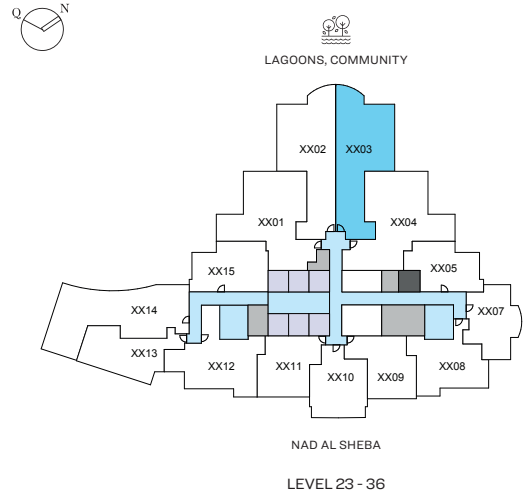 Q N
LAGOONS, COMMUNITY
XX02 XX03
XX01 XX04
XX15 XX05
XX14 XX07
XX13 XX12 XX11 XX10 XX09 XX08
NAD AL SHEBA
LEVEL 23 - 36